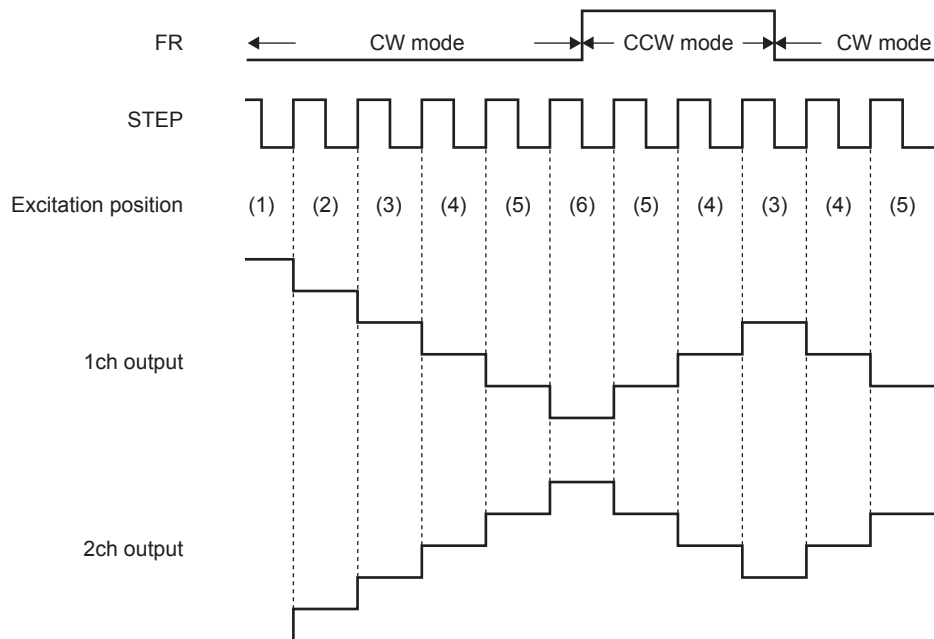 FR CW mode CCW mode CW mode
STEP
Excitation position (1) (2) (3) (4) (5) (6) (5) (4) (3) (4) (5)
1ch output
2ch output